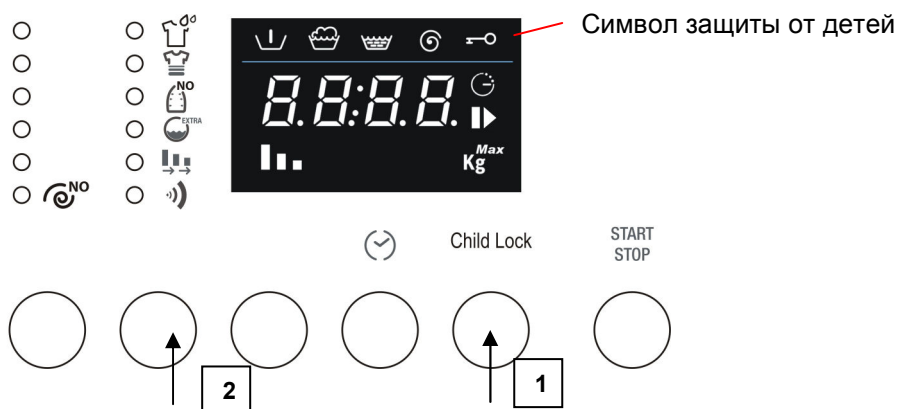 Символ защиты от детей
NO
EXTRA
8.8:8.8.
Max
Kg
NO
Child Lock
START
STOP
2
1